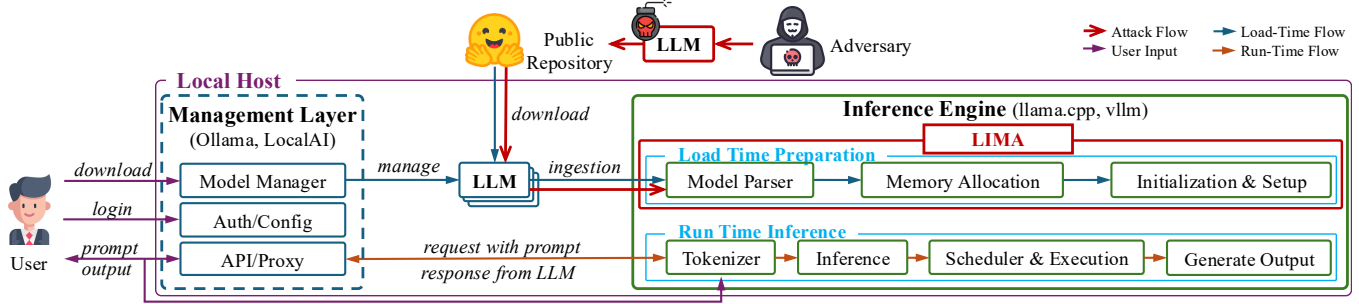 Public
Repository
LLM
Adversary
Attack Flow
Load-Time Flow
User Input
Run-Time Flow
Local Host
Management Layer
(Ollama, LocalAI)
download
Inference Engine (llama.cpp, vllm)
LIMA
Load Time Preparation
download
Model Manager
manage
LLM
ingestion
Model Parser
Memory Allocation
Initialization & Setup
login
Auth/Config
Run Time Inference
prompt
output
API/Proxy
request with prompt
response from LLM
Tokenizer
Inference
Scheduler & Execution
Generate Output
User